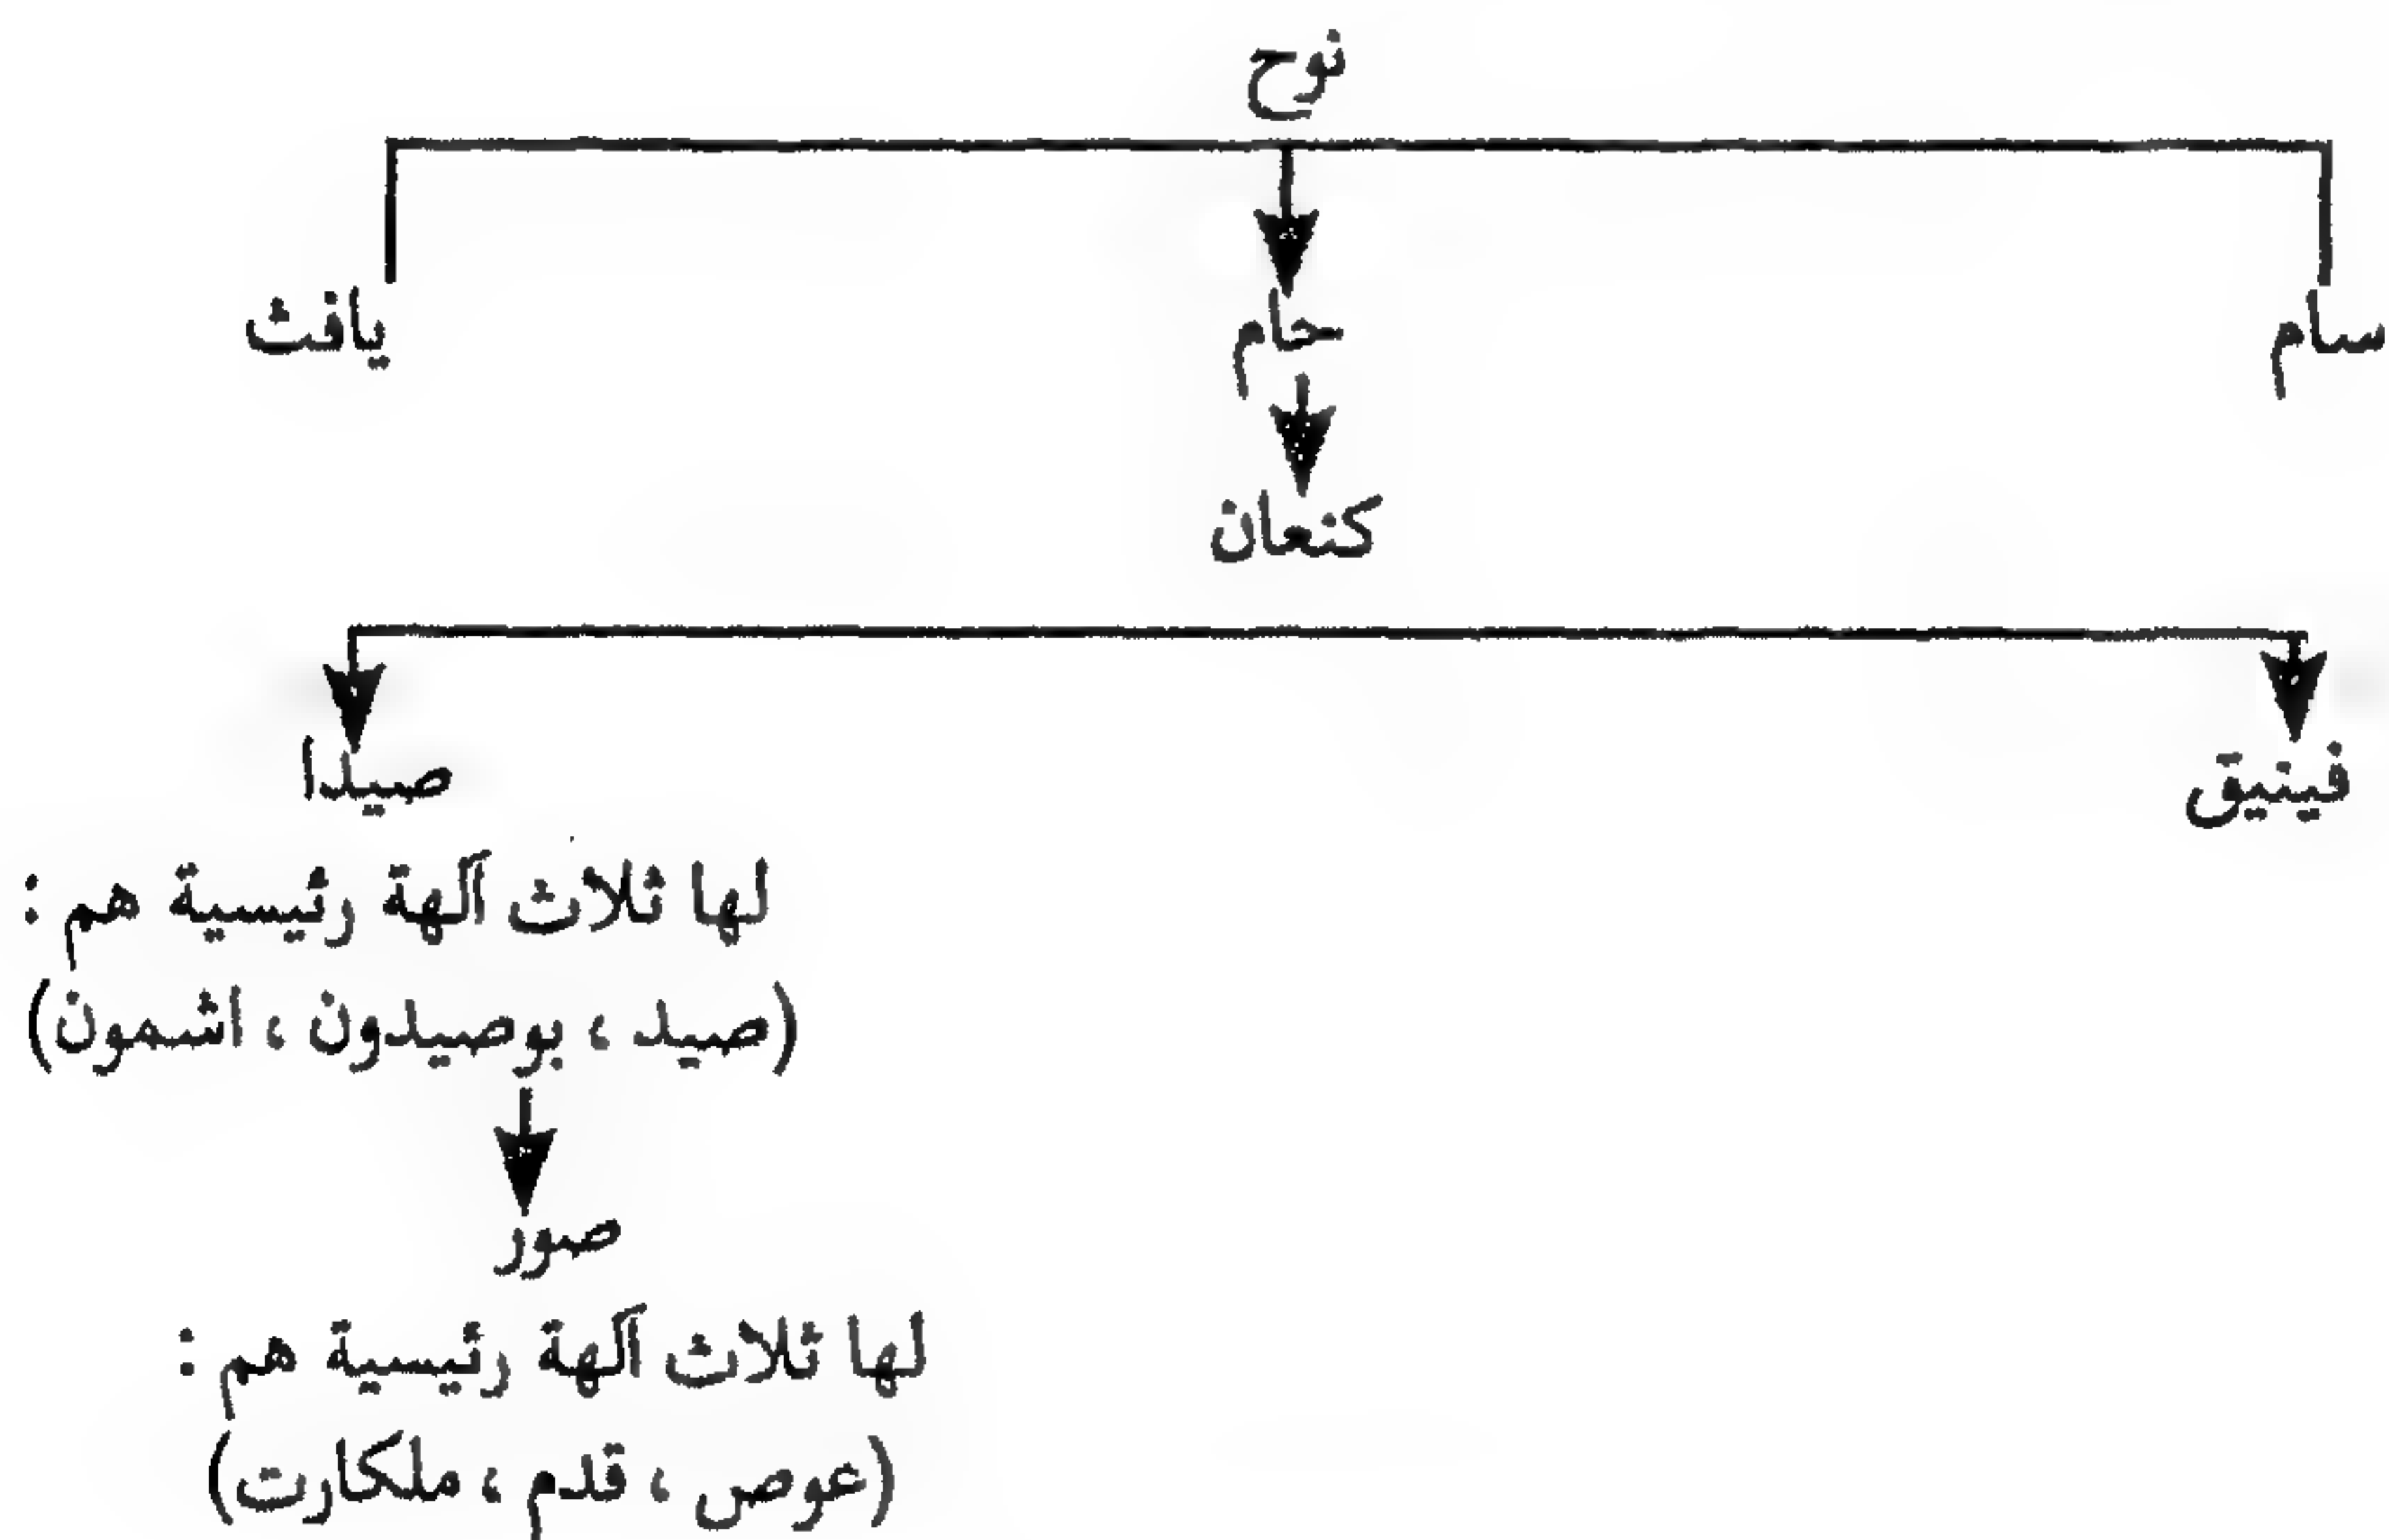 نوح
سام
حام
يافث
كنعان
فينيق
صيدا
لها ثلاث آلهة رئيسية هم :
(صيد ، بوصيدون ، اشمون)
صور
لها ثلاث آلهة رئيسية هم :
(عوص ، قدم ، ملكارت)